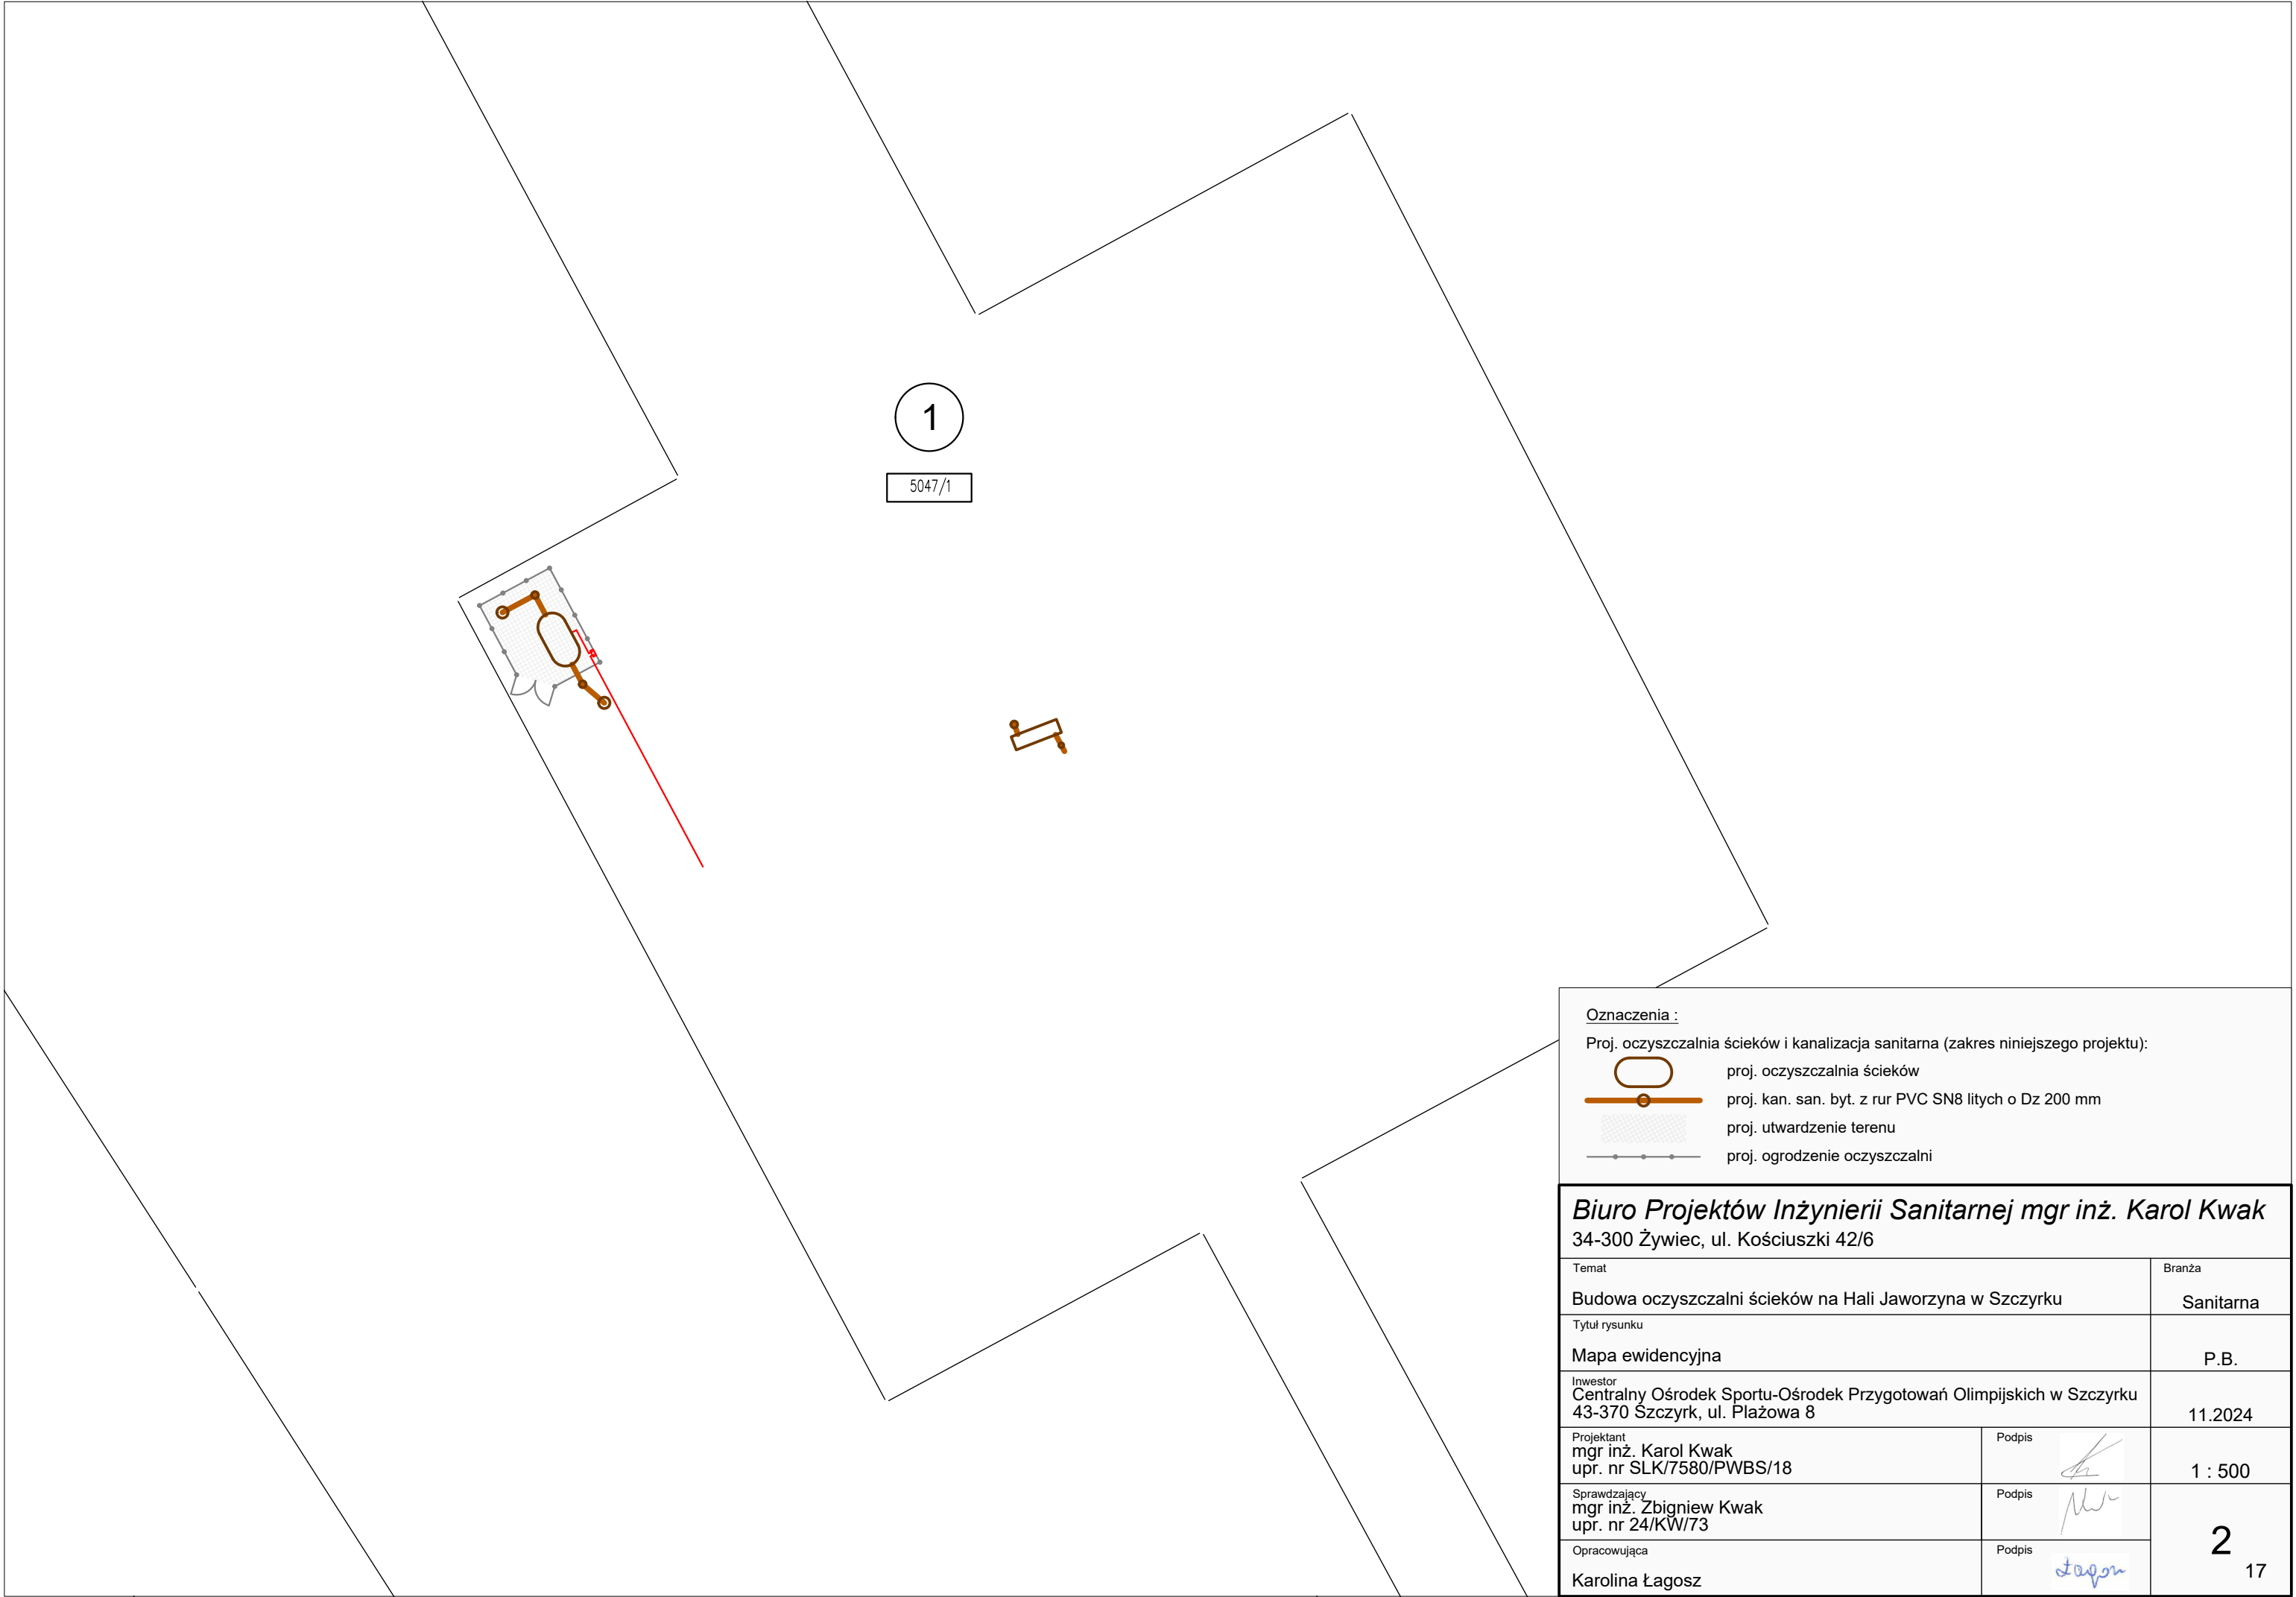 1
5047/1
Oznaczenia :
Proj. oczyszczalnia ścieków i kanalizacja sanitarna (zakres niniejszego projektu):
proj. oczyszczalnia ścieków
proj. kan. san. byt. z rur PVC SN8 litych o Dz 200 mm
proj. utwardzenie terenu
proj. ogrodzenie oczyszczalni
Biuro Projektów Inżynierii Sanitarnej mgr inż. Karol Kwak
34-300 Żywiec, ul. Kościuszki 42/6
Temat
Budowa oczyszczalni ścieków na Hali Jaworzyna w Szczyrku
Branża
Sanitarna
Tytuł rysunku
Mapa ewidencyjna
P.B.
Inwestor
Centralny Ośrodek Sportu-Ośrodek Przygotowań Olimpijskich w Szczyrku
43-370 Szczyrk, ul. Plażowa 8
11.2024
Projektant
mgr inż. Karol Kwak
upr. nr SLK/7580/PWBS/18
Podpis
1 : 500
Sprawdzający
mgr inż. Zbigniew Kwak
upr. nr 24/KW/73
Podpis
Opracowująca
Karolina Łagosz
Podpis
2
17